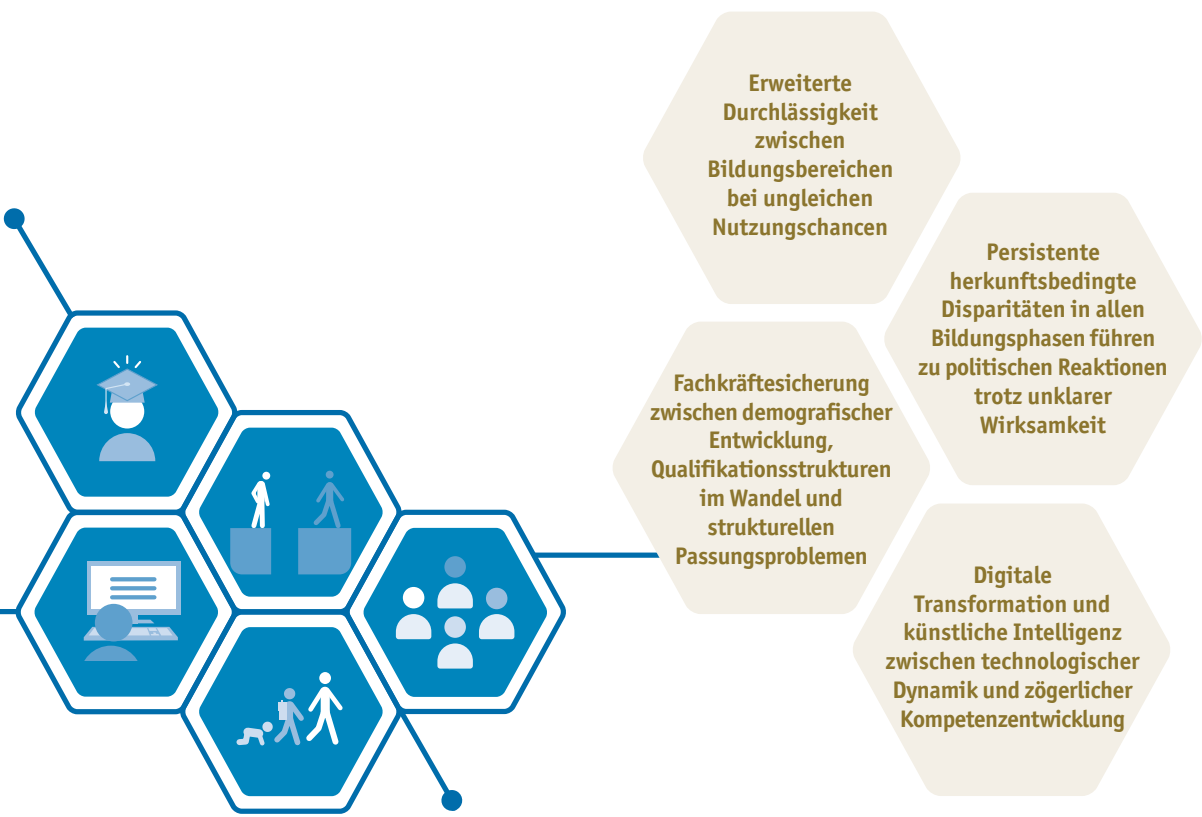 Erweiterte
Durchlässigkeit
zwischen
Bildungsbereichen
bei ungleichen
Nutzungschancen
Persistente
herkunftsbedingte
Disparitäten in allen
Bildungsphasen führen
zu politischen Reaktionen
trotz unklarer
Wirksamkeit
Fachkräftesicherung
zwischen demografischer
Entwicklung,
Qualifikationsstrukturen
im Wandel und
strukturellen
Passungsproblemen
Digitale
Transformation und
künstliche Intelligenz
zwischen technologischer
Dynamik und zögerlicher
Kompetenzentwicklung